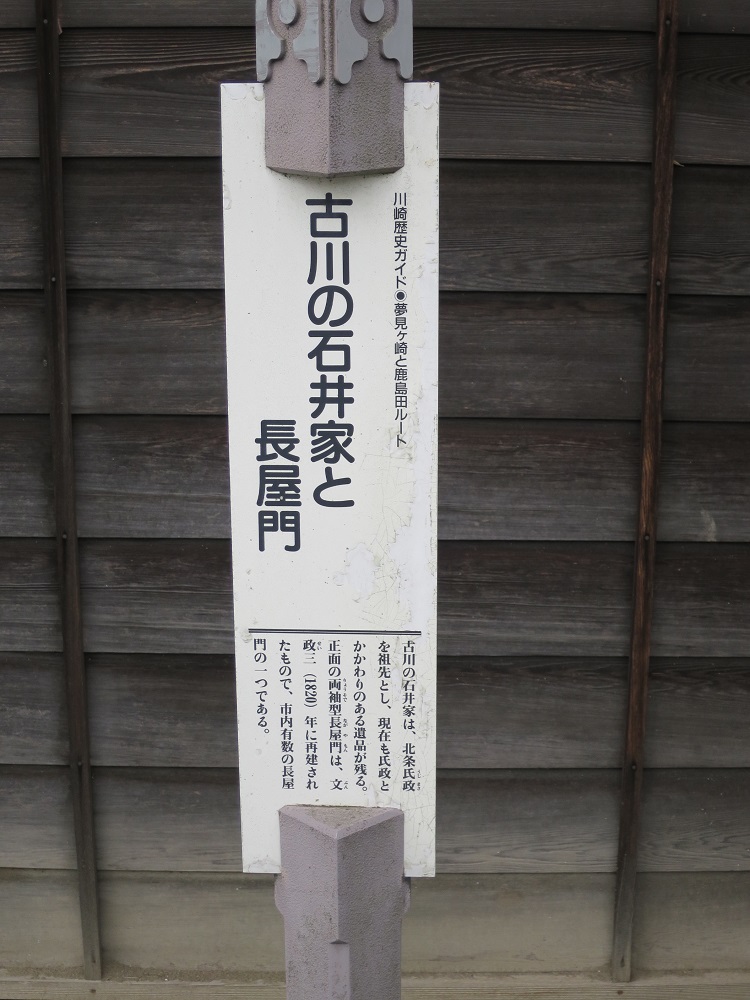 川崎歴史ガイド●夢見ヶ崎と鹿島田ルート
古川の石井家と
長屋門
古川の石井家は、北条氏政
を祖先とし、現在も氏政と
かかわりのある遺品が残る。
正面の両袖型長屋門は、文
政三（1820）年に再建され
たもので、市内有数の長屋
門の一つである。